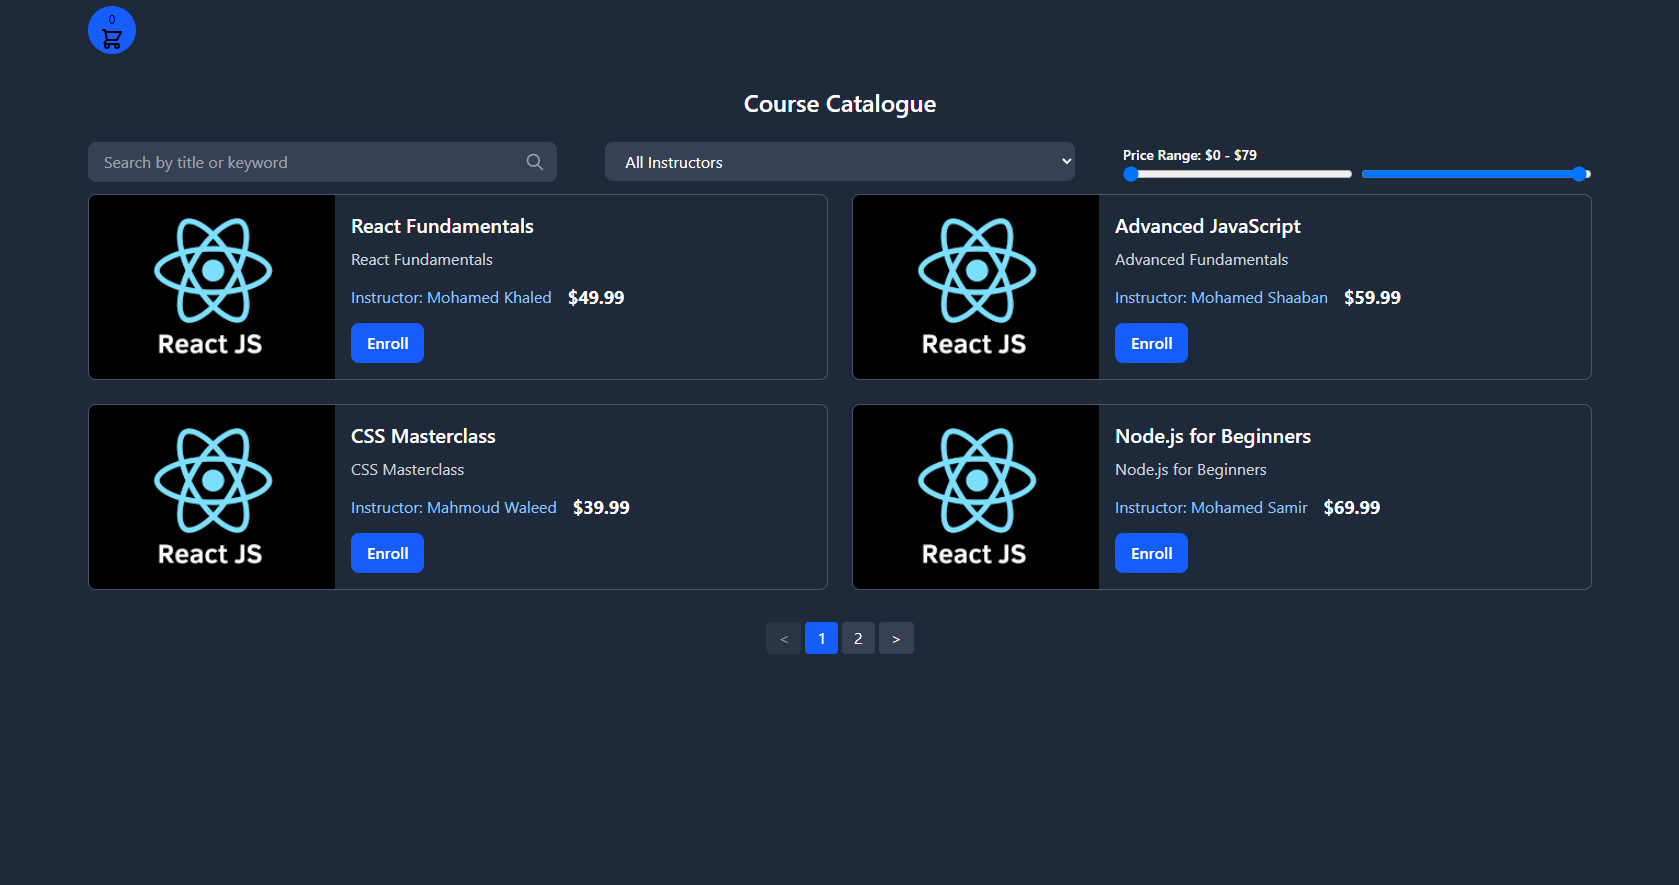 0
Course Catalogue
Search by title or keyword
All Instructors
Price Range: $0 - $79
React JS
React Fundamentals
React Fundamentals
Instructor: Mohamed Khaled $49.99
Enroll
React JS
Advanced JavaScript
Advanced Fundamentals
Instructor: Mohamed Shaaban $59.99
Enroll
React JS
CSS Masterclass
CSS Masterclass
Instructor: Mahmoud Waleed $39.99
Enroll
React JS
Node.js for Beginners
Node.js for Beginners
Instructor: Mohamed Samir $69.99
Enroll
< 1 2 >